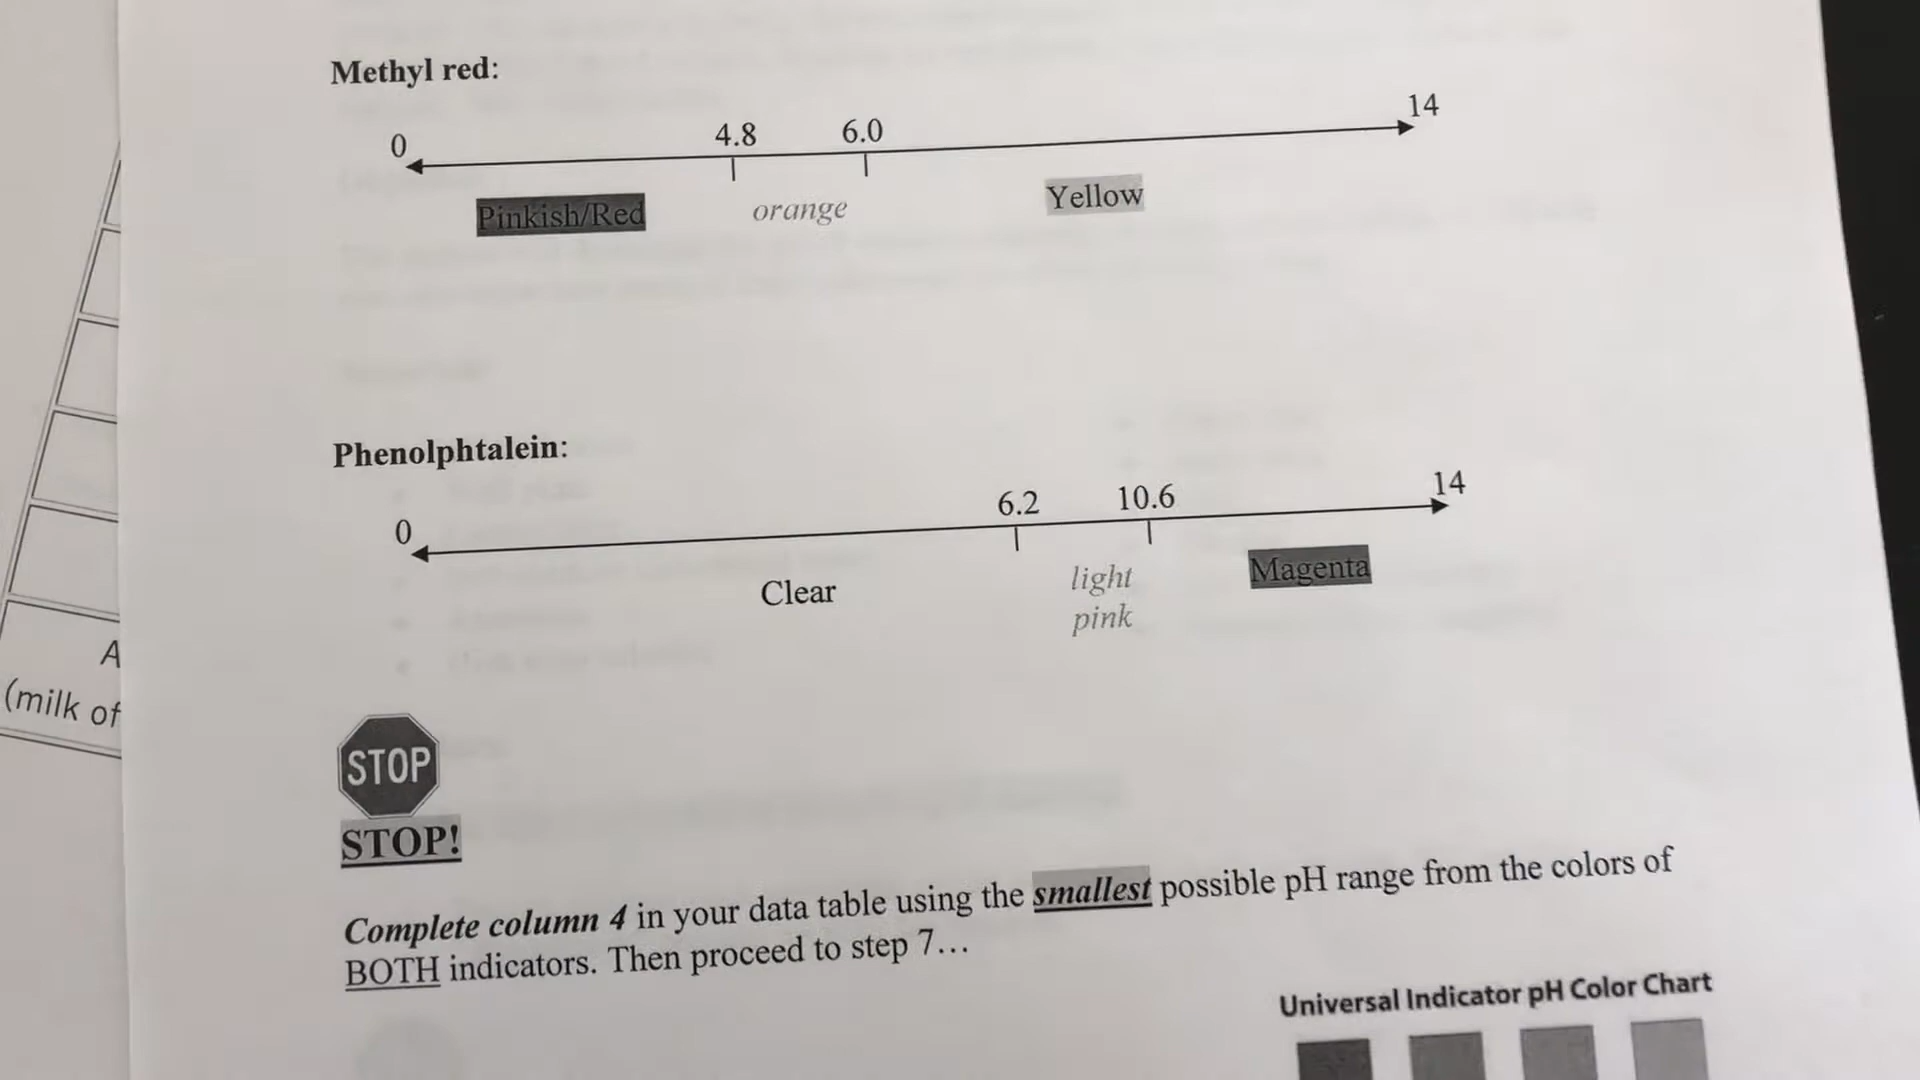 Methyl red:
0 4.8 6.0 14
Pinkish/Red orange Yellow
Phenolphtalein:
0 6.2 10.6 14
Clear light Magenta
pink
A
(milk of
STOP
STOP!
Complete column 4 in your data table using the smallest possible pH range from the colors of
BOTH indicators. Then proceed to step 7...
Universal Indicator pH Color Chart